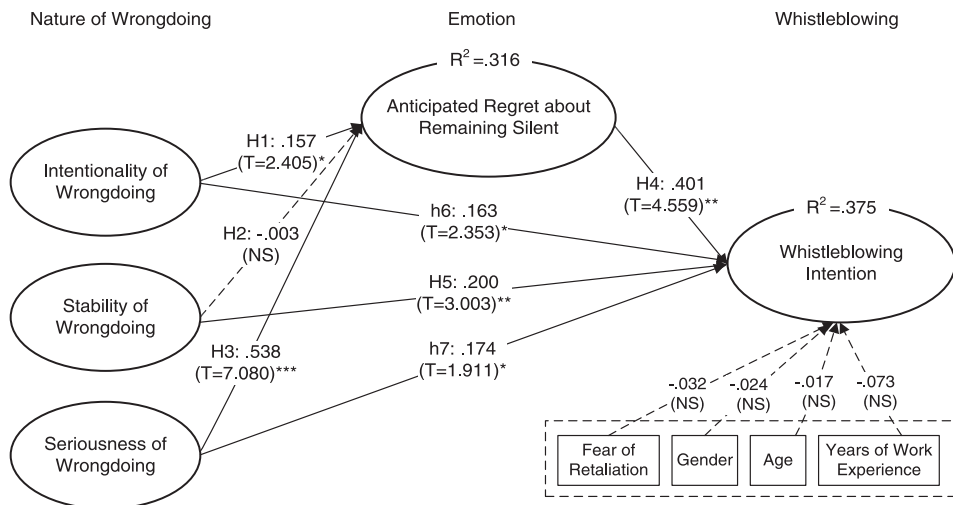 Nature of Wrongdoing
Emotion
Whistleblowing
R² =.316
Anticipated Regret about
Remaining Silent
H1: .157
(T=2.405)*
Intentionality of
Wrongdoing
H4: .401
(T=4.559)**
h6: .163
(T=2.353)*
R² =.375
H2: -.003
(NS)
Whistleblowing
Intention
Stability of
Wrongdoing
H5: .200
(T=3.003)**
H3: .538
(T=7.080)***
h7: .174
(T=1.911)*
-.032
(NS)
-.024
(NS)
-.017
(NS)
-.073
(NS)
Seriousness of
Wrongdoing
Fear of
Retaliation
Gender
Age
Years of Work
Experience